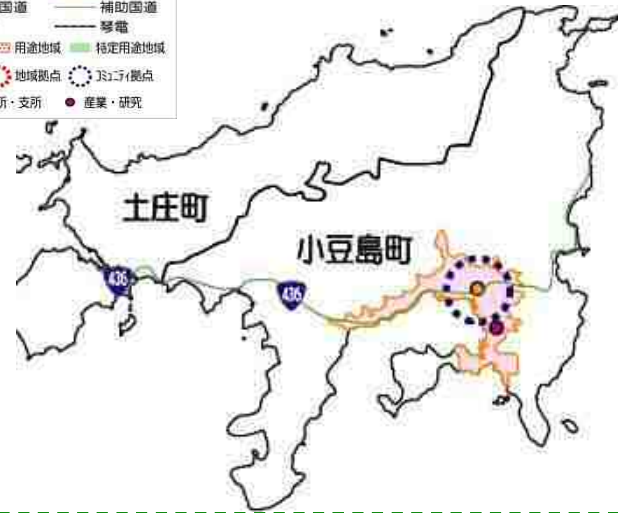 国道 補助国道
琴電
用途地域 特定用途地域
地域拠点 コミュニティ拠点
所・支所 産業・研究
土庄町
小豆島町
436
436